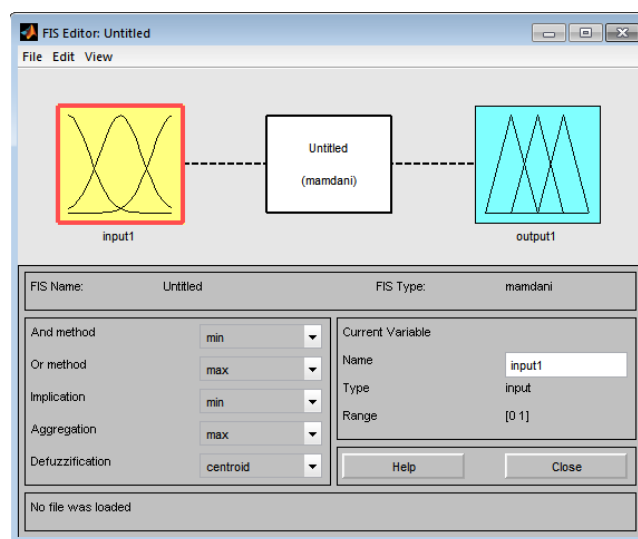 FIS Editor: Untitled
File Edit View
Untitled
(mamdani)
input1
output1
FIS Name: Untitled FIS Type: mamdani
And method min
Or method max
Implication min
Aggregation max
Defuzzification centroid
Current Variable
Name input1
Type input
Range [0 1]
Help Close
No file was loaded